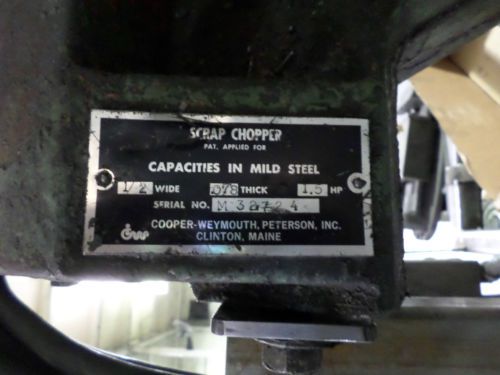 SCRAP CHOPPER
PAT. APPLIED FOR
CAPACITIES IN MILD STEEL
1/2 WIDE THICK 1.5 HP
SERIAL NO.
COOPER-WEYMOUTH, PETERSON, INC.
CLINTON, MAINE